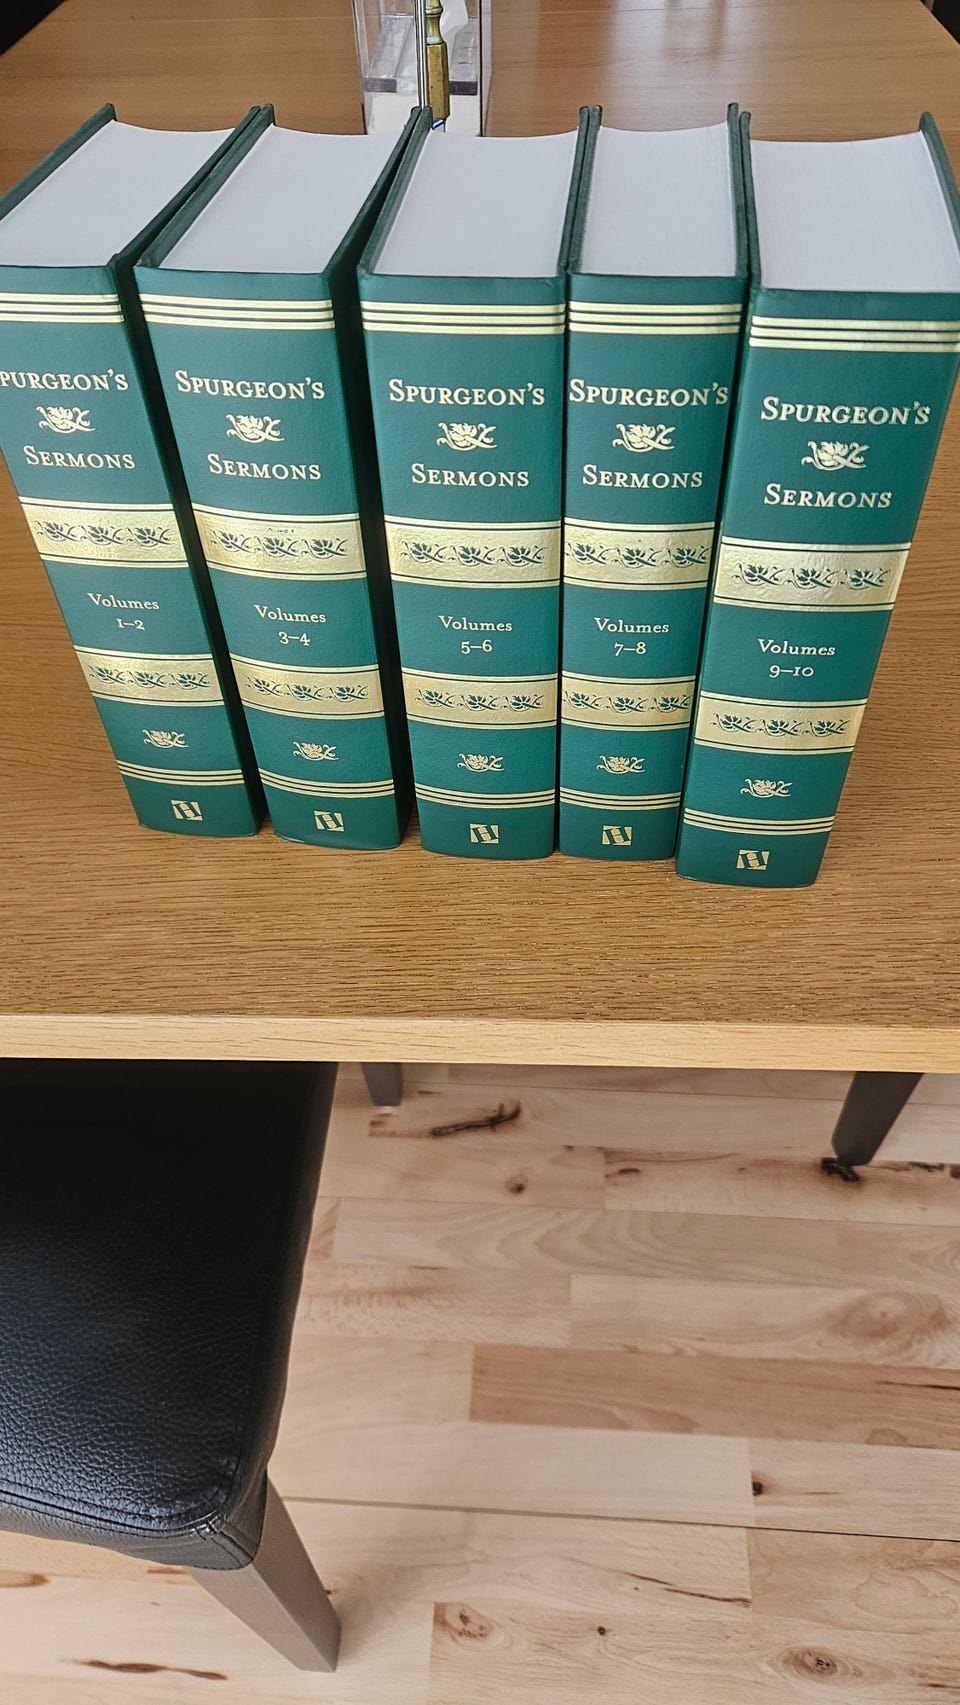 SPURGEON'S
SERMONS
Volumes
1–2
SPURGEON'S
SERMONS
Volumes
3–4
SPURGEON'S
SERMONS
Volumes
5–6
SPURGEON'S
SERMONS
Volumes
7–8
SPURGEON'S
SERMONS
Volumes
9–10